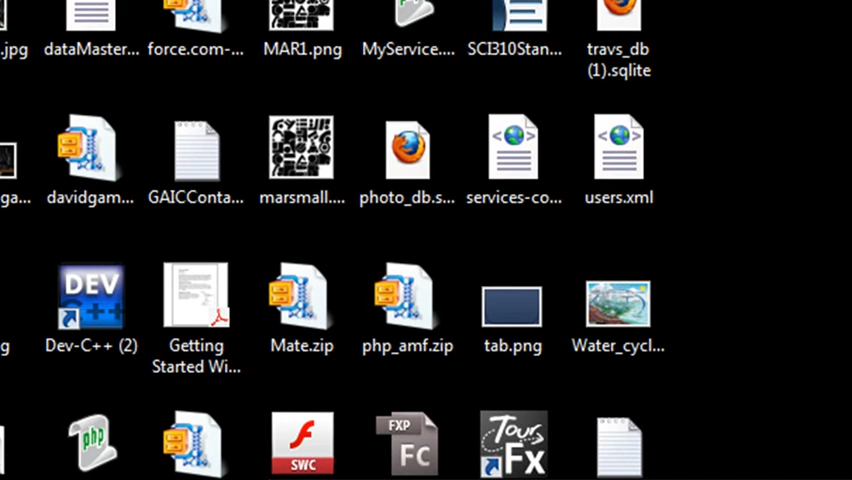 .jpg
dataMaster...
force.com-...
MAR1.png
MyService....
SCI310Stan...
travs_db
(1).sqlite
ga...
davidgam...
GAICConta...
marsmall....
photo_db.s...
services-co...
users.xml
g
DEV
C++
Dev-C++ (2)
Getting
Started Wi...
Mate.zip
php_amf.zip
tab.png
Water_cycl...
php
SWC
FXP
Fc
Tours
Fx